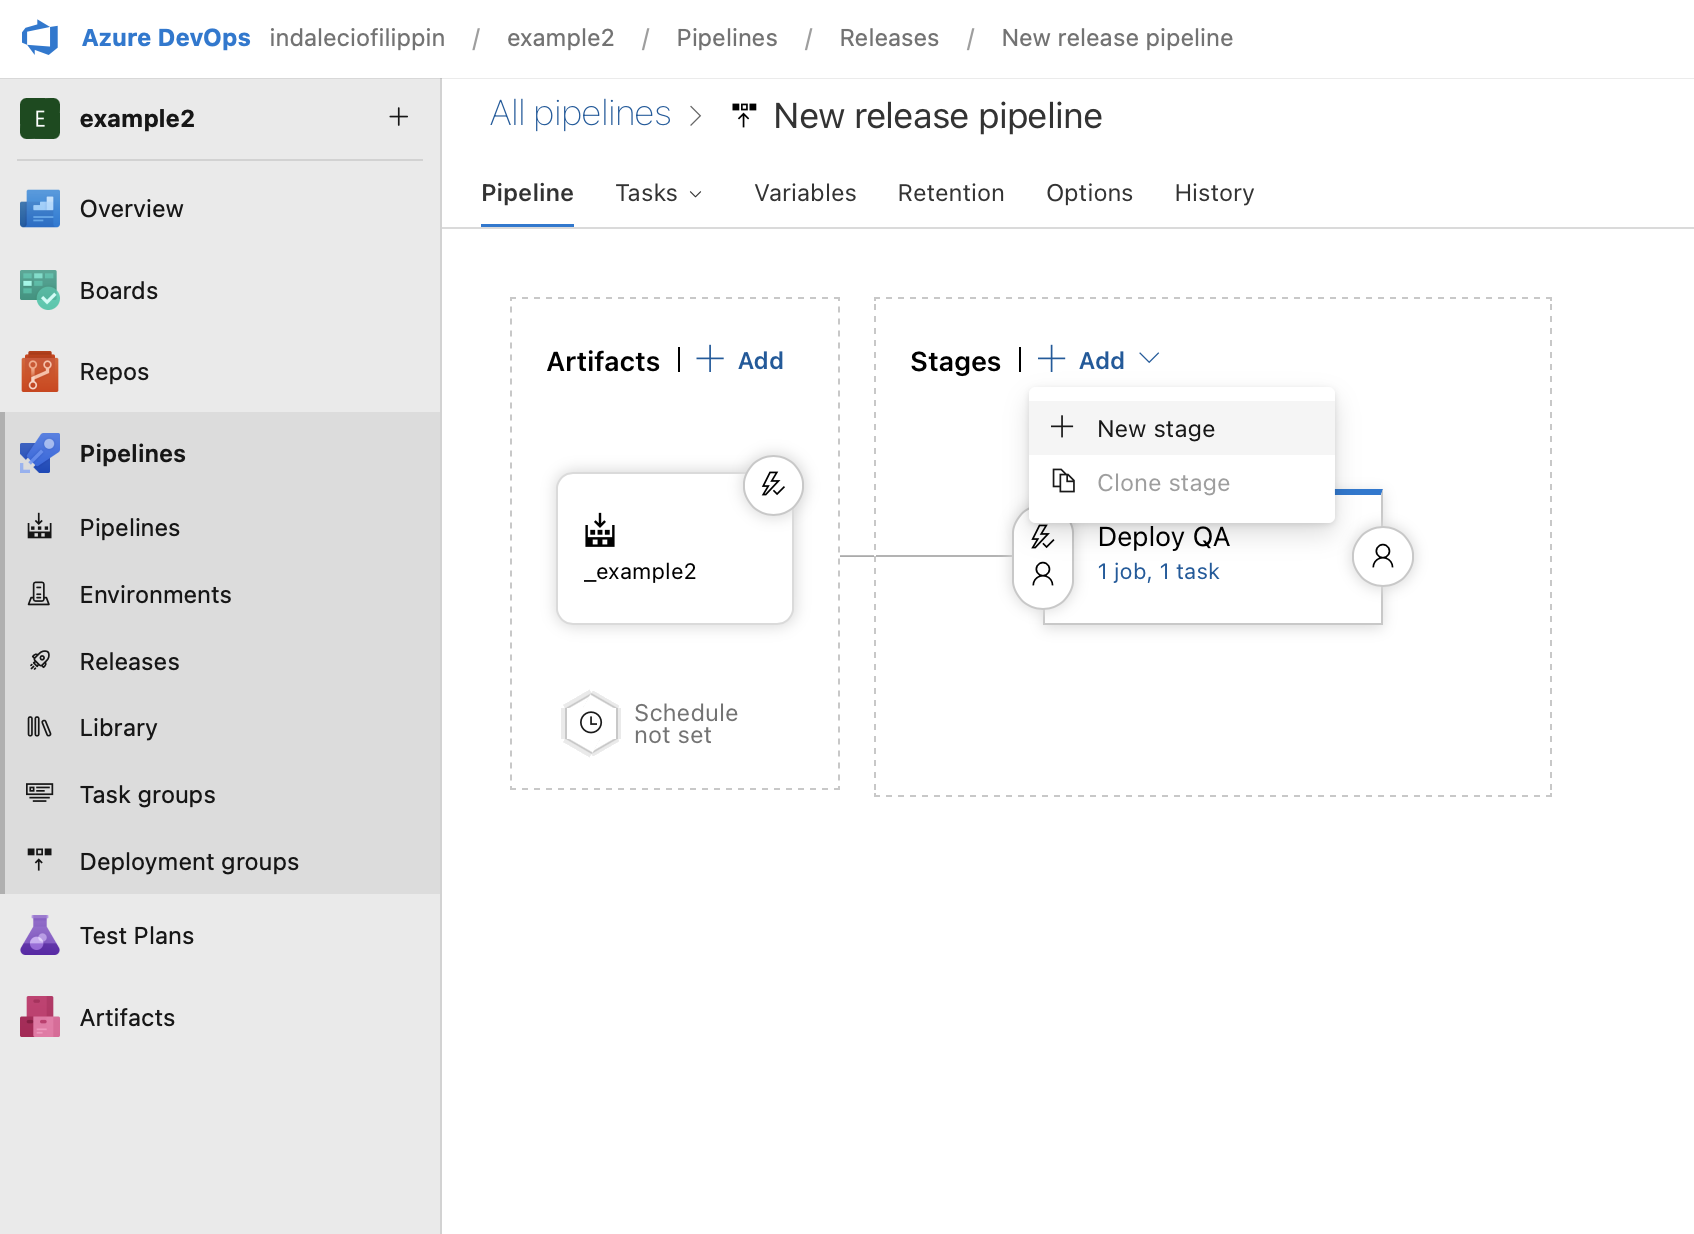 Azure DevOps indaleciofilippin / example2 / Pipelines / Releases / New release pipeline
E example2 +
Overview
Boards
Repos
Pipelines
Pipelines
Environments
Releases
Library
Task groups
Deployment groups
Test Plans
Artifacts
All pipelines > New release pipeline
Pipeline Tasks Variables Retention Options History
Artifacts | + Add
_example2
Schedule
not set
Stages | + Add
New stage
Clone stage
Deploy QA
1 job, 1 task